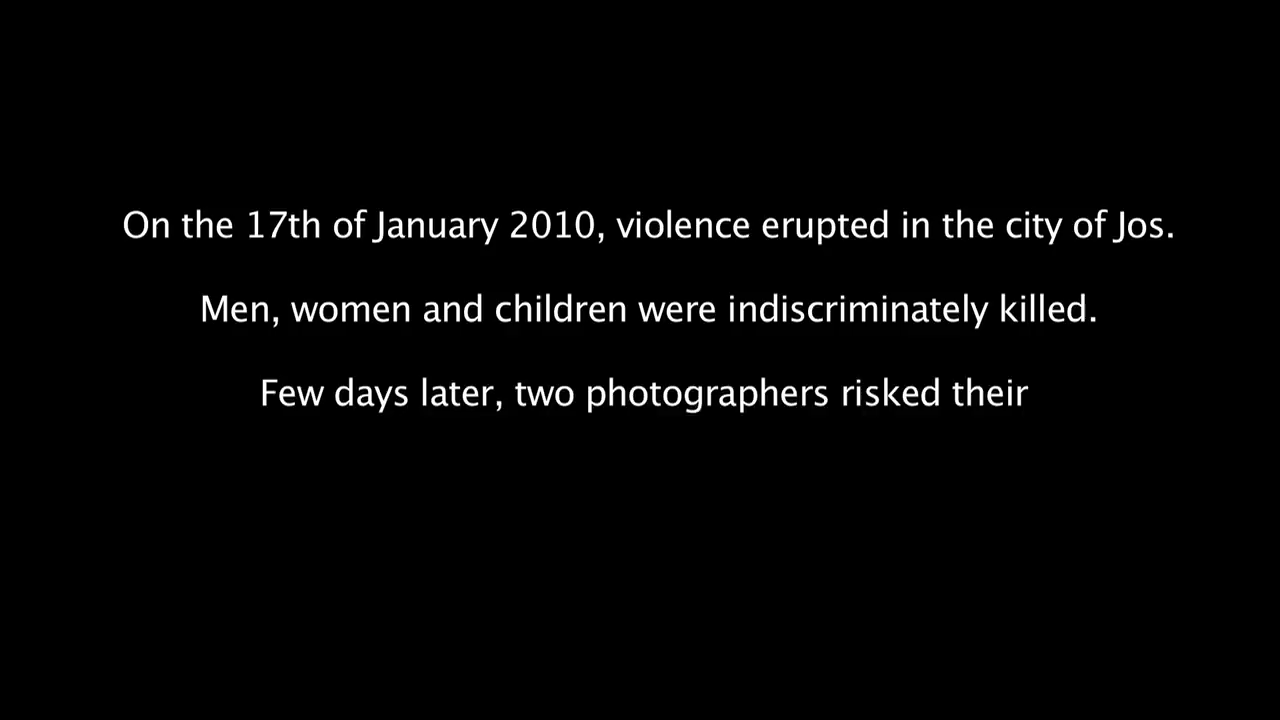 On the 17th of January 2010, violence erupted in the city of Jos.
Men, women and children were indiscriminately killed.
Few days later, two photographers risked their